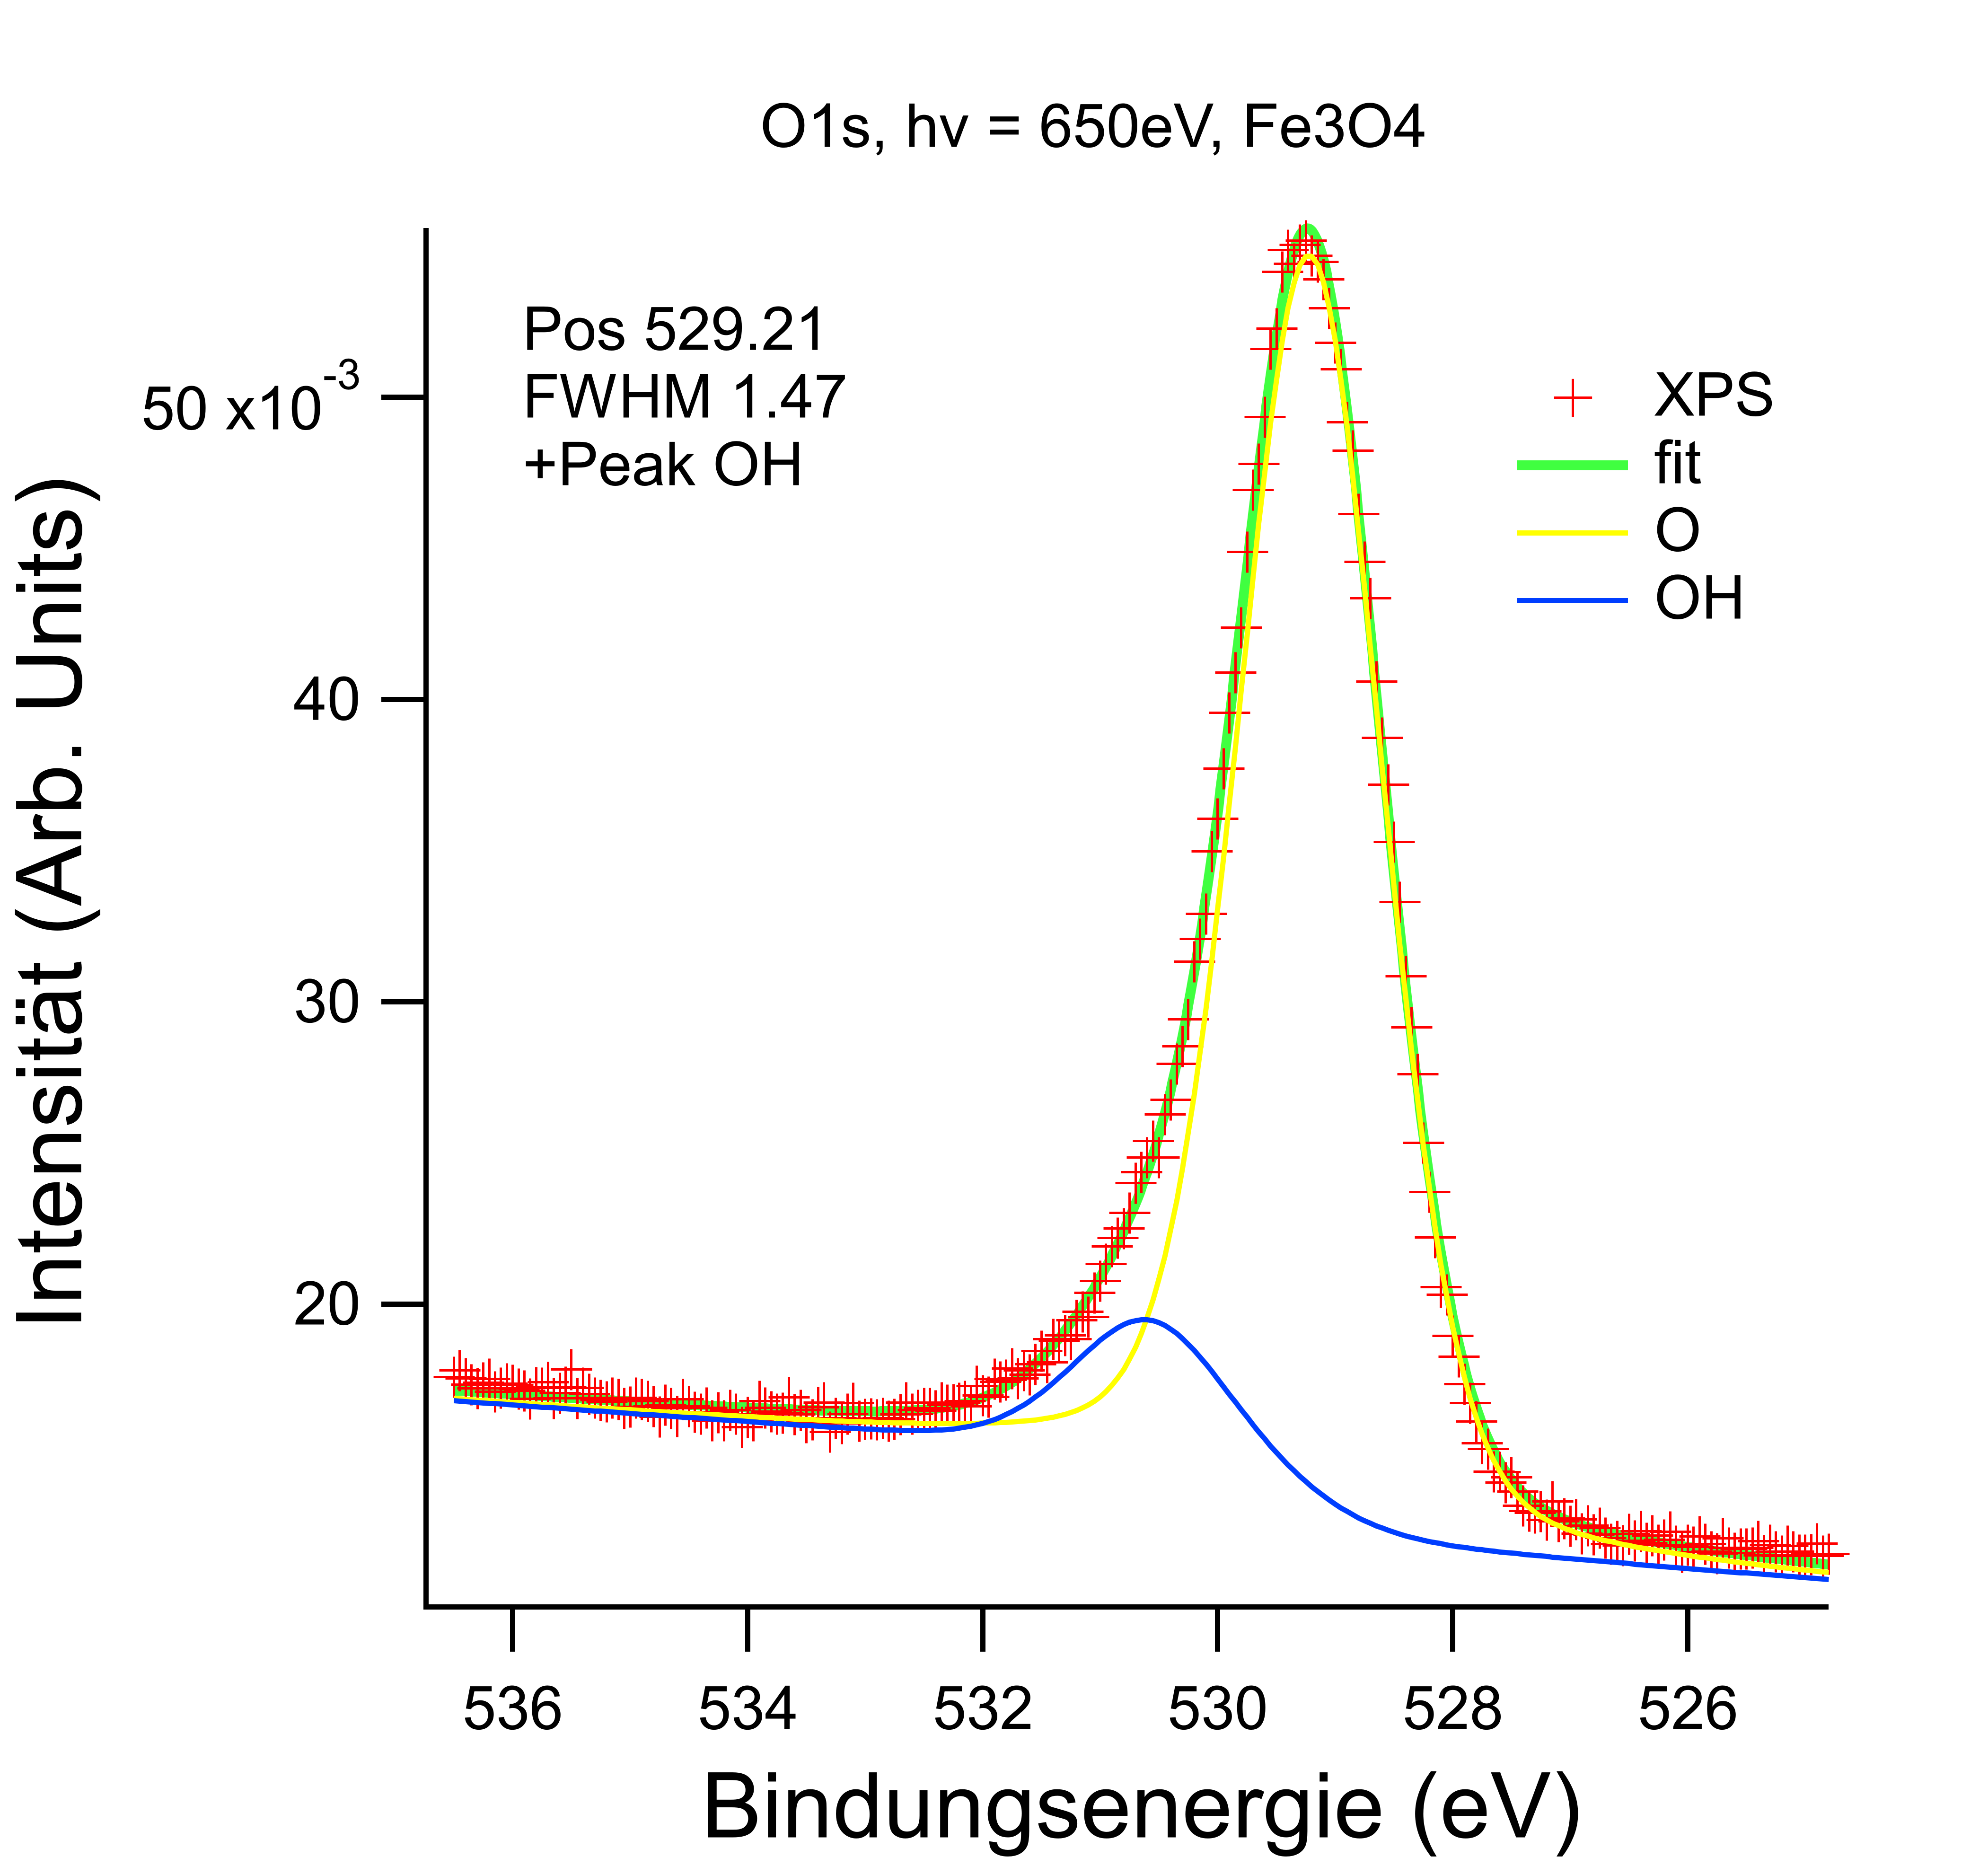 O1s, hv = 650eV, Fe3O4
Pos 529.21
FWHM 1.47
+Peak OH
XPS
fit
O
OH
50 x10-3
40
30
20
Intensität (Arb. Units)
536 534 532 530 528 526
Bindungsenergie (eV)